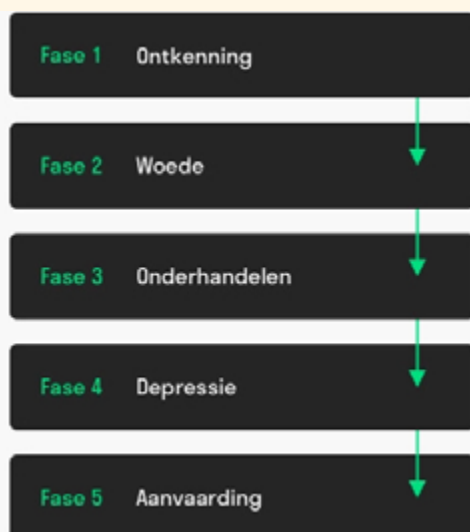 Fase 1 Ontkenning
Fase 2 Woede
Fase 3 Onderhandelen
Fase 4 Depressie
Fase 5 Aanvaarding